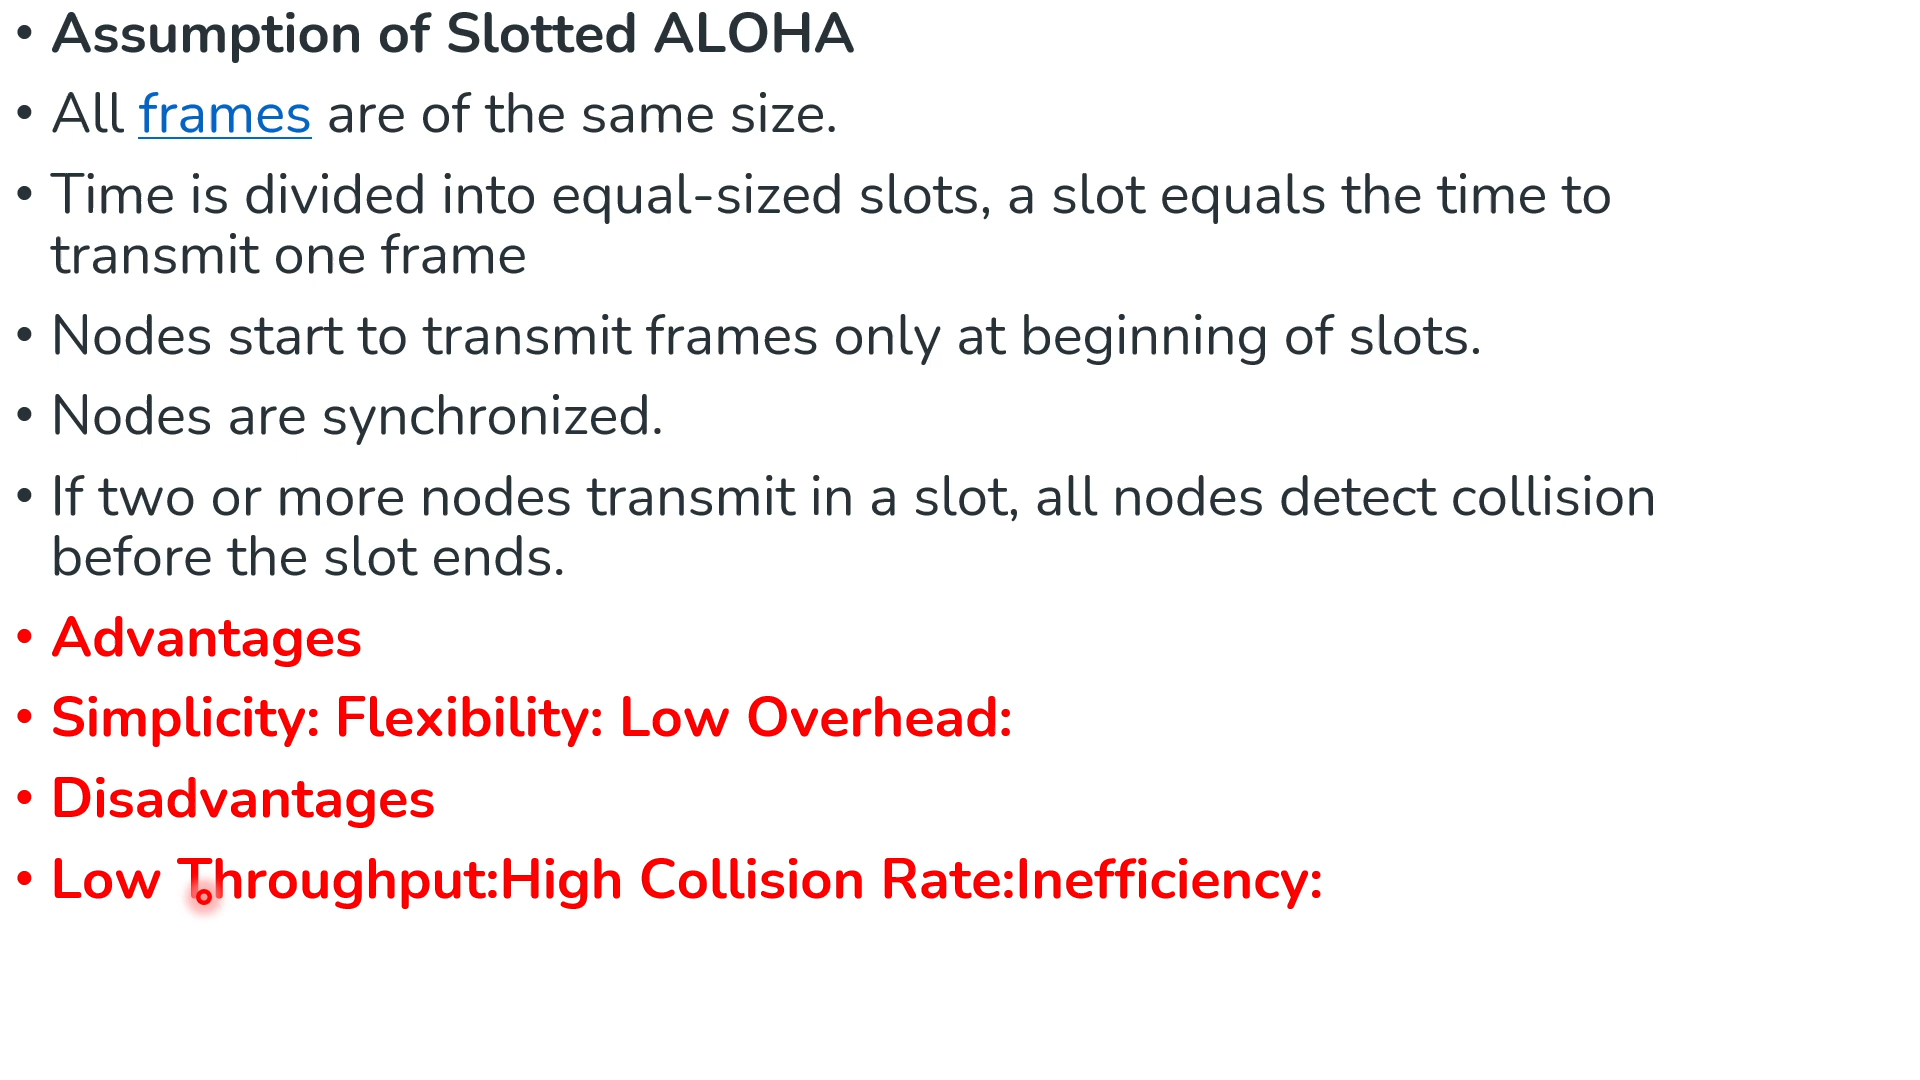 • Assumption of Slotted ALOHA
• All frames are of the same size.
• Time is divided into equal-sized slots, a slot equals the time to
transmit one frame
• Nodes start to transmit frames only at beginning of slots.
• Nodes are synchronized.
• If two or more nodes transmit in a slot, all nodes detect collision
before the slot ends.
• Advantages
• Simplicity: Flexibility: Low Overhead:
• Disadvantages
• Low Throughput:High Collision Rate:Inefficiency: